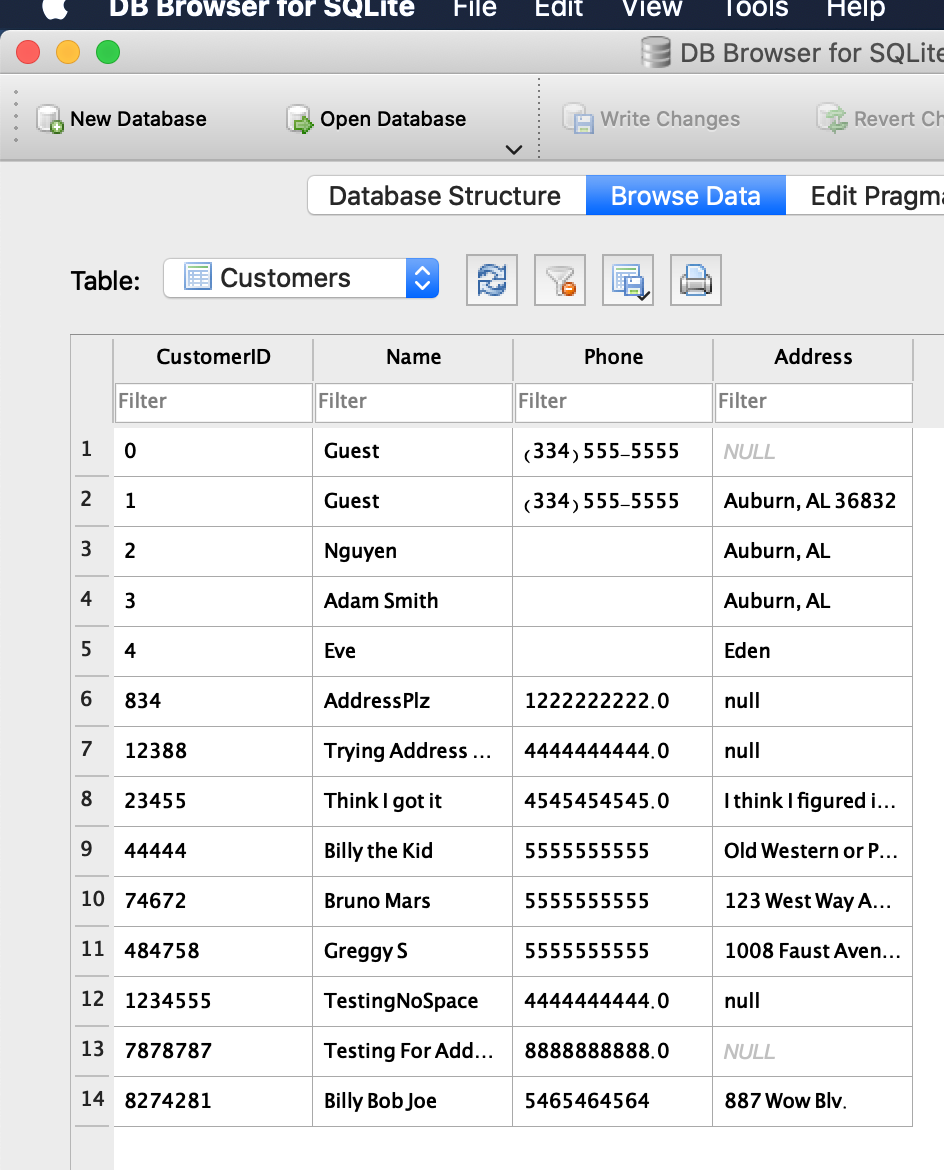 DB Browser for SQLite File Edit View Tools Help
DB Browser for SQLite
New Database Open Database Write Changes Revert Ch
Database Structure Browse Data Edit Pragma
Table: Customers
CustomerID Name Phone Address
Filter Filter Filter Filter
1 0 Guest (334)555-5555 NULL
2 1 Guest (334)555-5555 Auburn, AL 36832
3 2 Nguyen Auburn, AL
4 3 Adam Smith Auburn, AL
5 4 Eve Eden
6 834 AddressPlz 1222222222.0 null
7 12388 Trying Address ... 4444444444.0 null
8 23455 Think I got it 4545454545.0 I think I figured i...
9 44444 Billy the Kid 5555555555 Old Western or P...
10 74672 Bruno Mars 5555555555 123 West Way A...
11 484758 Greggy S 5555555555 1008 Faust Aven...
12 1234555 TestingNoSpace 4444444444.0 null
13 7878787 Testing For Add... 8888888888.0 NULL
14 8274281 Billy Bob Joe 5465464564 887 Wow Blv.